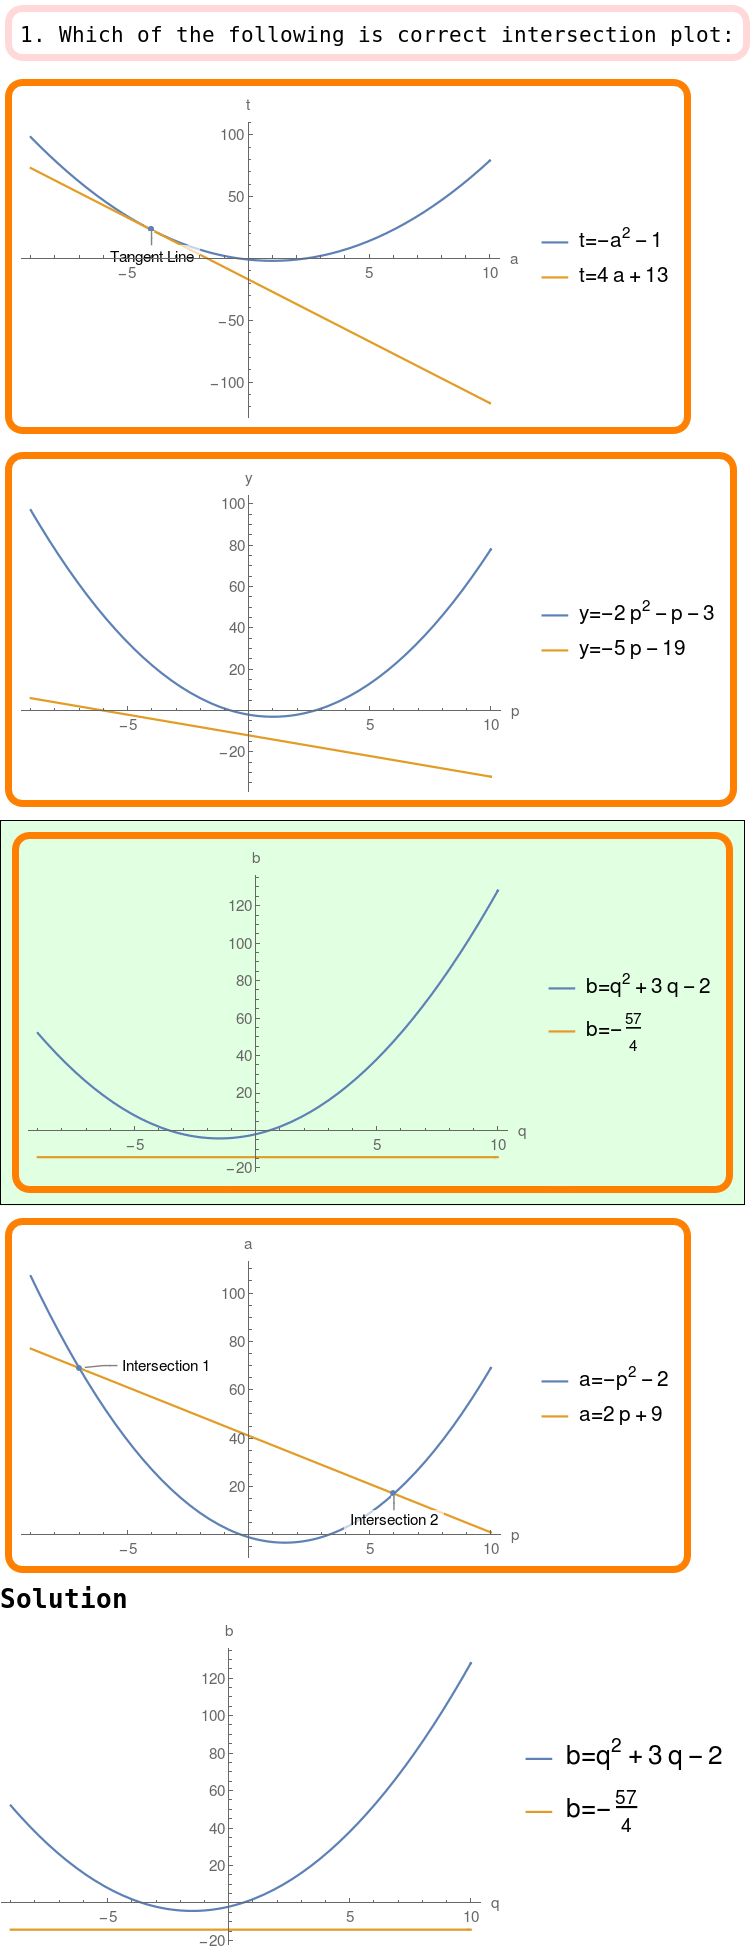 1. Which of the following is correct intersection plot:
t
100
50
Tangent Line
−5
5
10
a
−50
−100
t=−a² − 1
t=4 a + 13
y
100
80
60
40
20
−5
5
10
p
−20
y=−2 p² − p − 3
y=−5 p − 19
b
120
100
80
60
40
20
−5
5
10
q
−20
b=q² + 3 q − 2
b=−57/4
a
100
Intersection 1
80
60
40
20
Intersection 2
−5
5
10
p
a=−p² − 2
a=2 p + 9
Solution
b
120
100
80
60
40
20
−5
5
10
q
−20
b=q² + 3 q − 2
b=−57/4